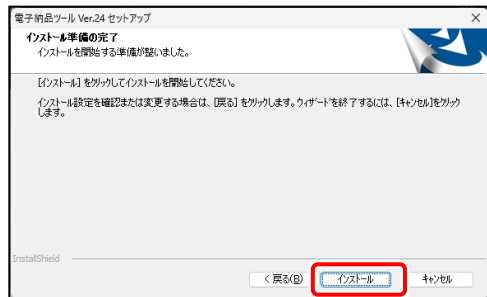 電子納品ツール Ver.24 セットアップ
インストール準備の完了
インストールを開始する準備が整いました。
[インストール] をクリックしてインストールを開始してください。
インストール設定を確認または変更する場合は、[戻る] をクリックします。ウィザードを終了するには、[キャンセル]をクリック
します。
InstallShield
< 戻る(B)
インストール
キャンセル